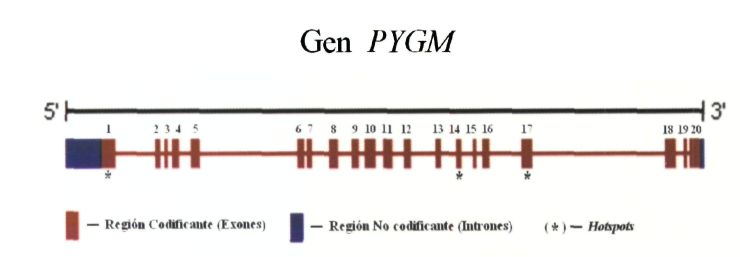 Gen PYGM
5' 3'
1 2 3 4 5 6 7 8 9 10 11 12 13 14 15 16 17 18 19 20
* * *
— Región Codificante (Exones) — Región No codificante (Intrones) (*) — Hotspots